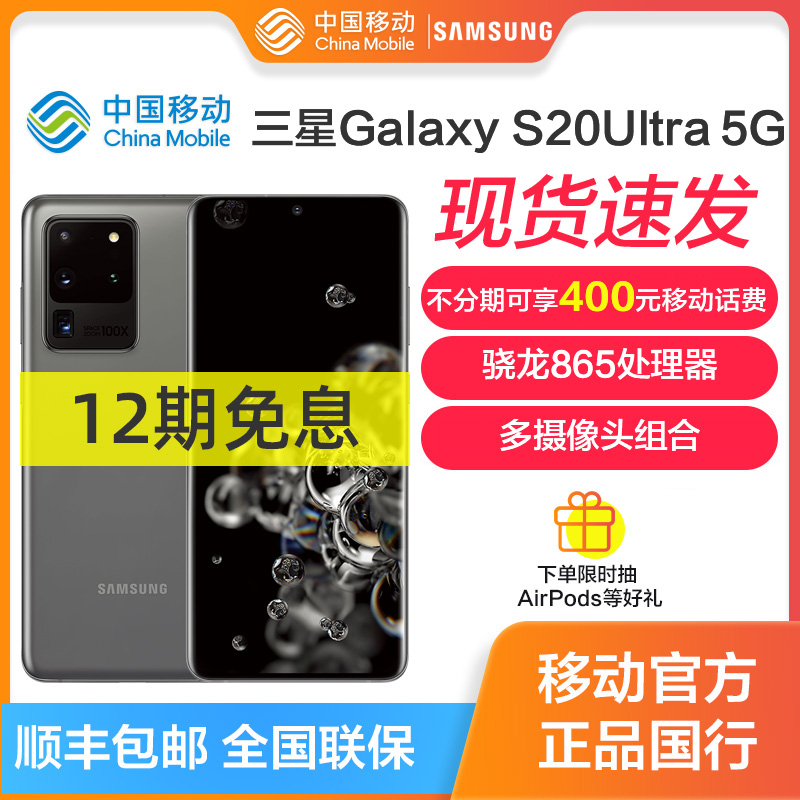 中国移动
China Mobile
SAMSUNG
中国移动
China Mobile
三星Galaxy S20Ultra 5G
现货速发
不分期可享400元移动话费
骁龙865处理器
多摄像头组合
100X
12期免息
SAMSUNG
下单限时抽
AirPods等好礼
移动官方
正品国行
顺丰包邮 全国联保